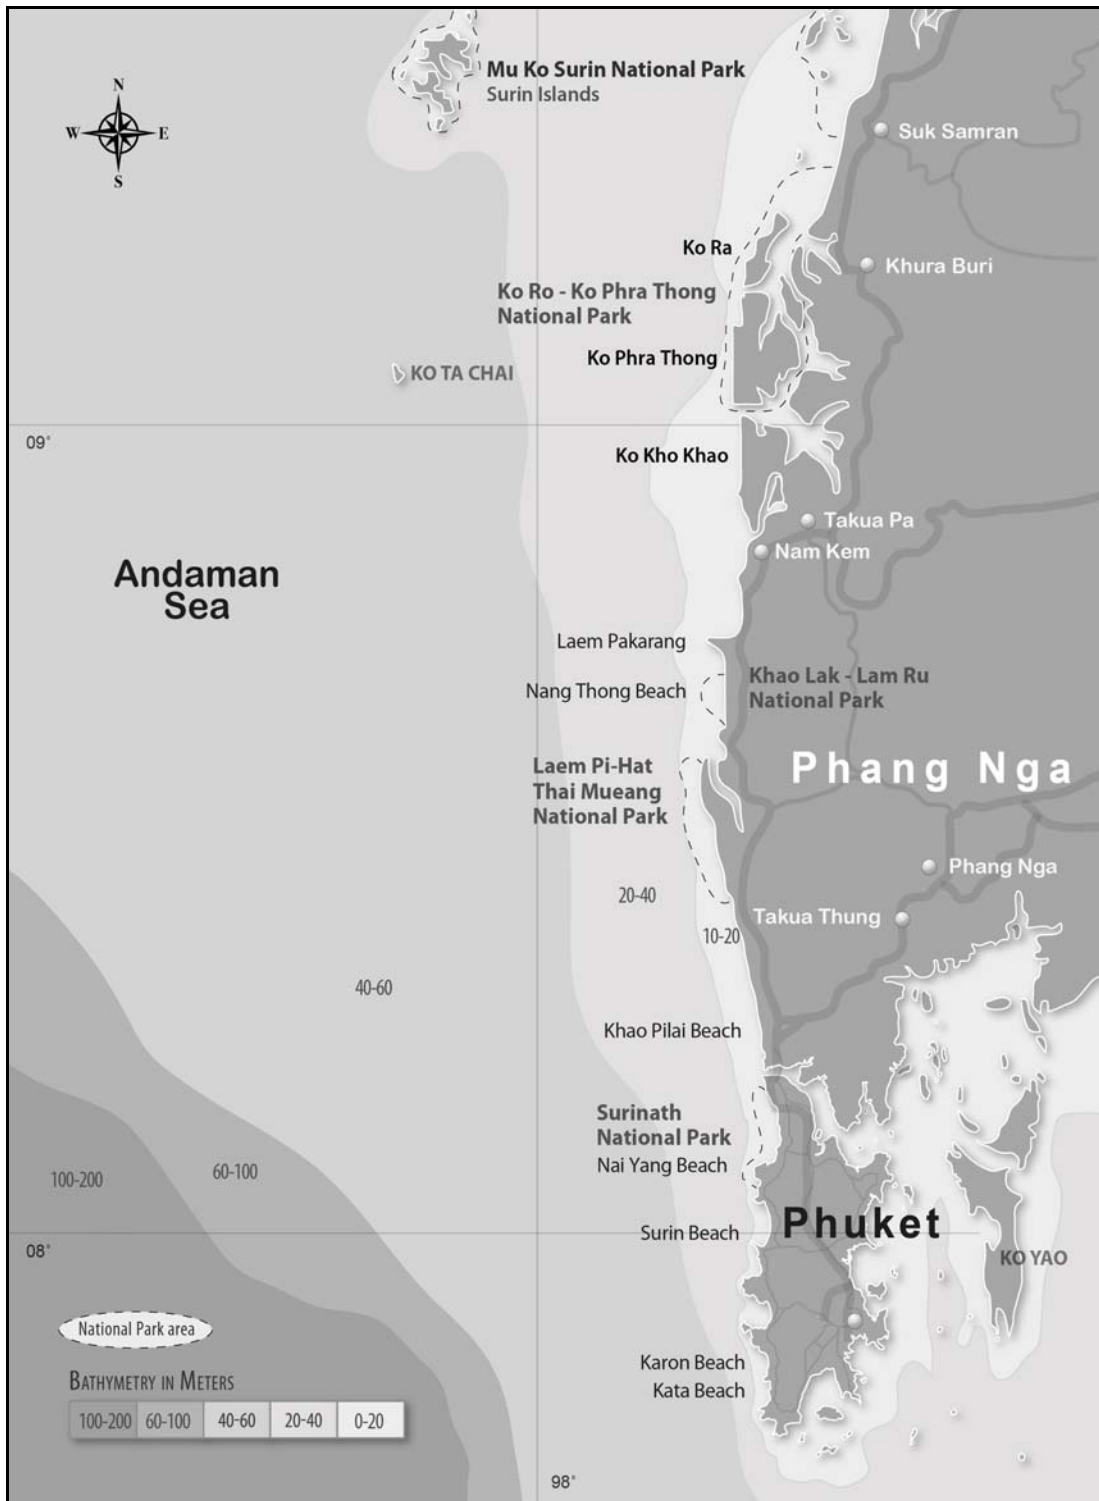 Mu Ko Surin National Park
Surin Islands
N
W
E
S
Suk Samran
Ko Ra
Khura Buri
Ko Ro - Ko Phra Thong
National Park
Ko Phra Thong
KO TA CHAI
09°
Ko Kho Khao
Takua Pa
Nam Kem
Andaman
Sea
Laem Pakarang
Nang Thong Beach
Khao Lak - Lam Ru
National Park
Laem Pi-Hat
Thai Mueang
National Park
Phang Nga
Phang Nga
20-40
Takua Thung
10-20
40-60
Khao Pilai Beach
Surinath
National Park
Nai Yang Beach
100-200
60-100
Phuket
Surin Beach
08°
KO YAO
National Park area
Karon Beach
Kata Beach
BATHYMETRY IN METERS
100-200 60-100 40-60 20-40 0-20
98°